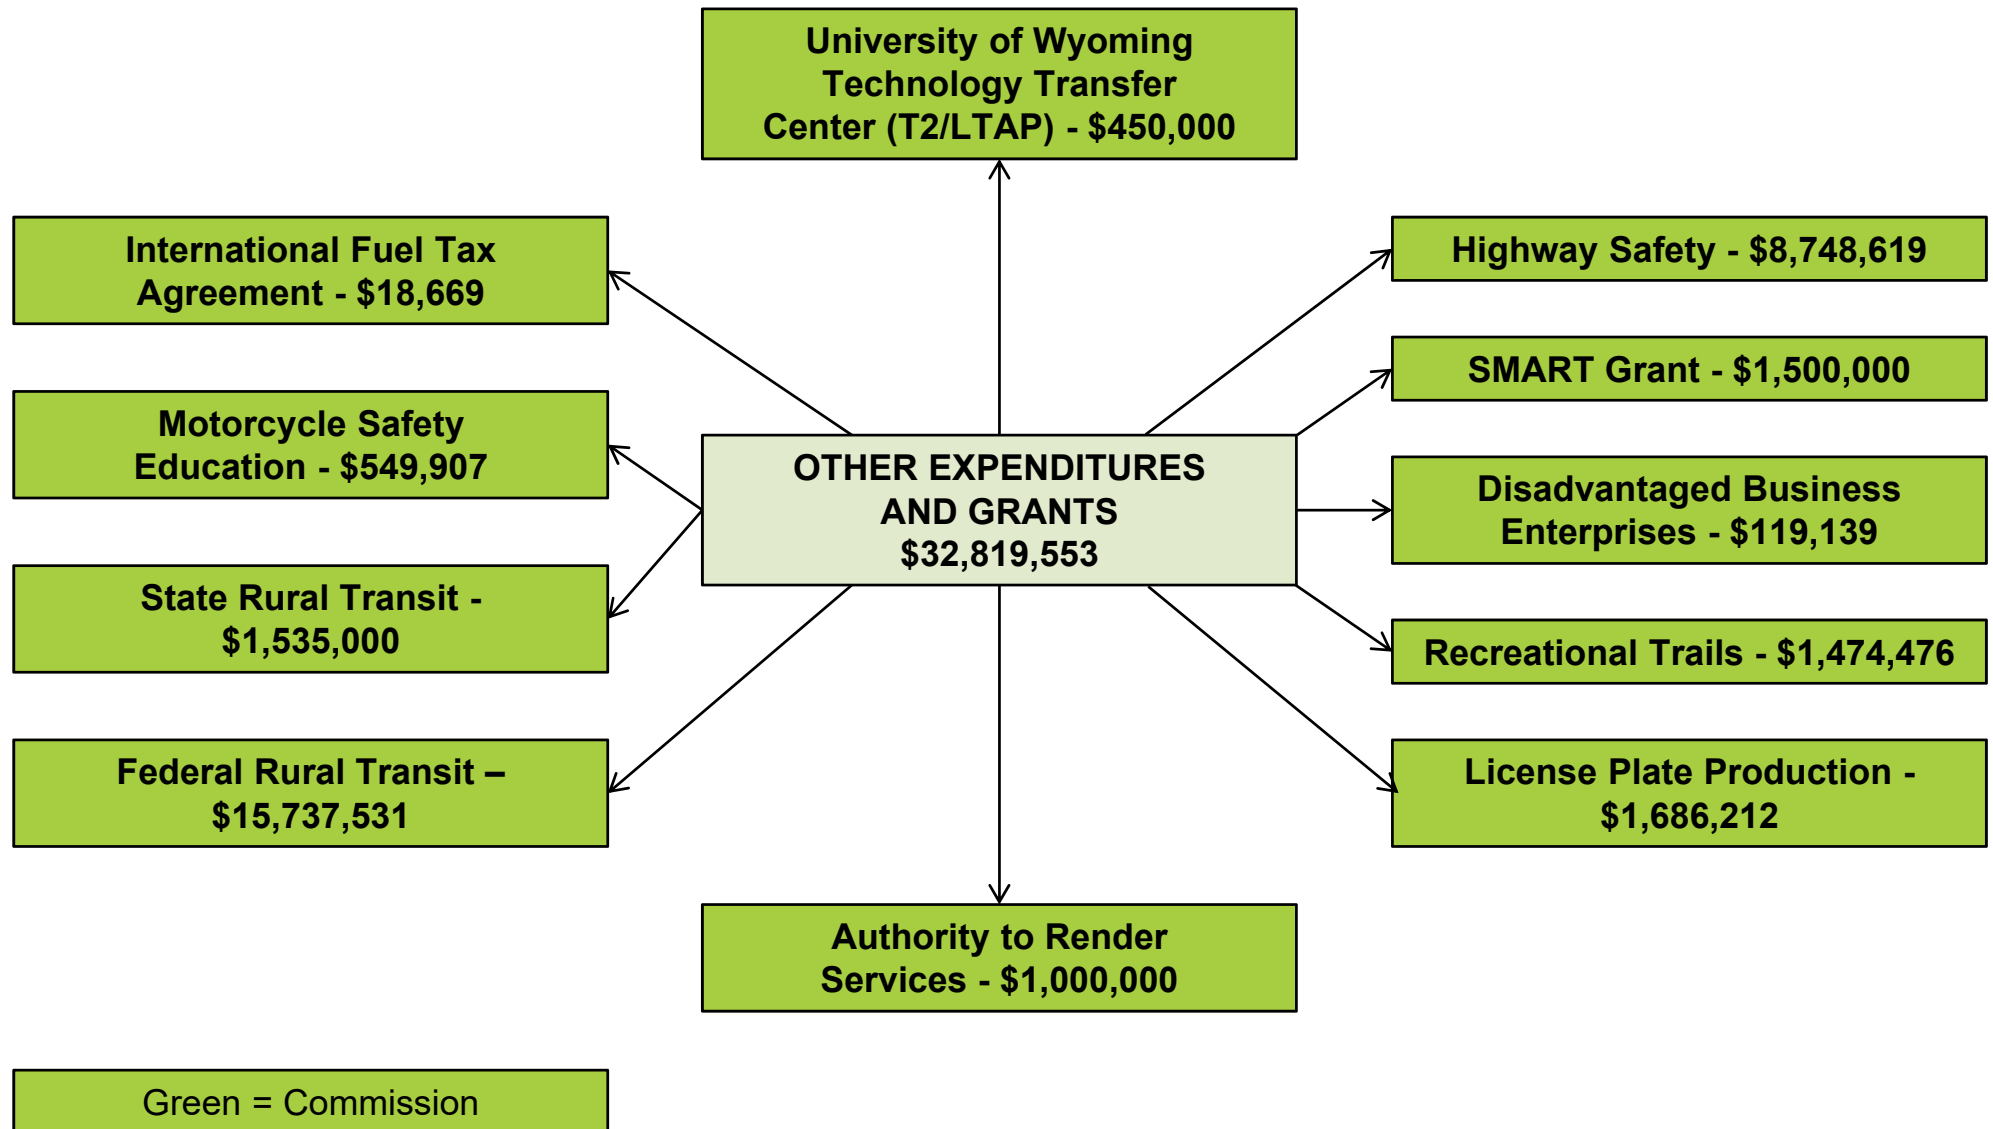 University of Wyoming
Technology Transfer
Center (T2/LTAP) - $450,000
International Fuel Tax
Agreement - $18,669
Highway Safety - $8,748,619
SMART Grant - $1,500,000
Motorcycle Safety
Education - $549,907
OTHER EXPENDITURES
AND GRANTS
$32,819,553
Disadvantaged Business
Enterprises - $119,139
State Rural Transit -
$1,535,000
Recreational Trails - $1,474,476
Federal Rural Transit –
$15,737,531
License Plate Production -
$1,686,212
Authority to Render
Services - $1,000,000
Green = Commission